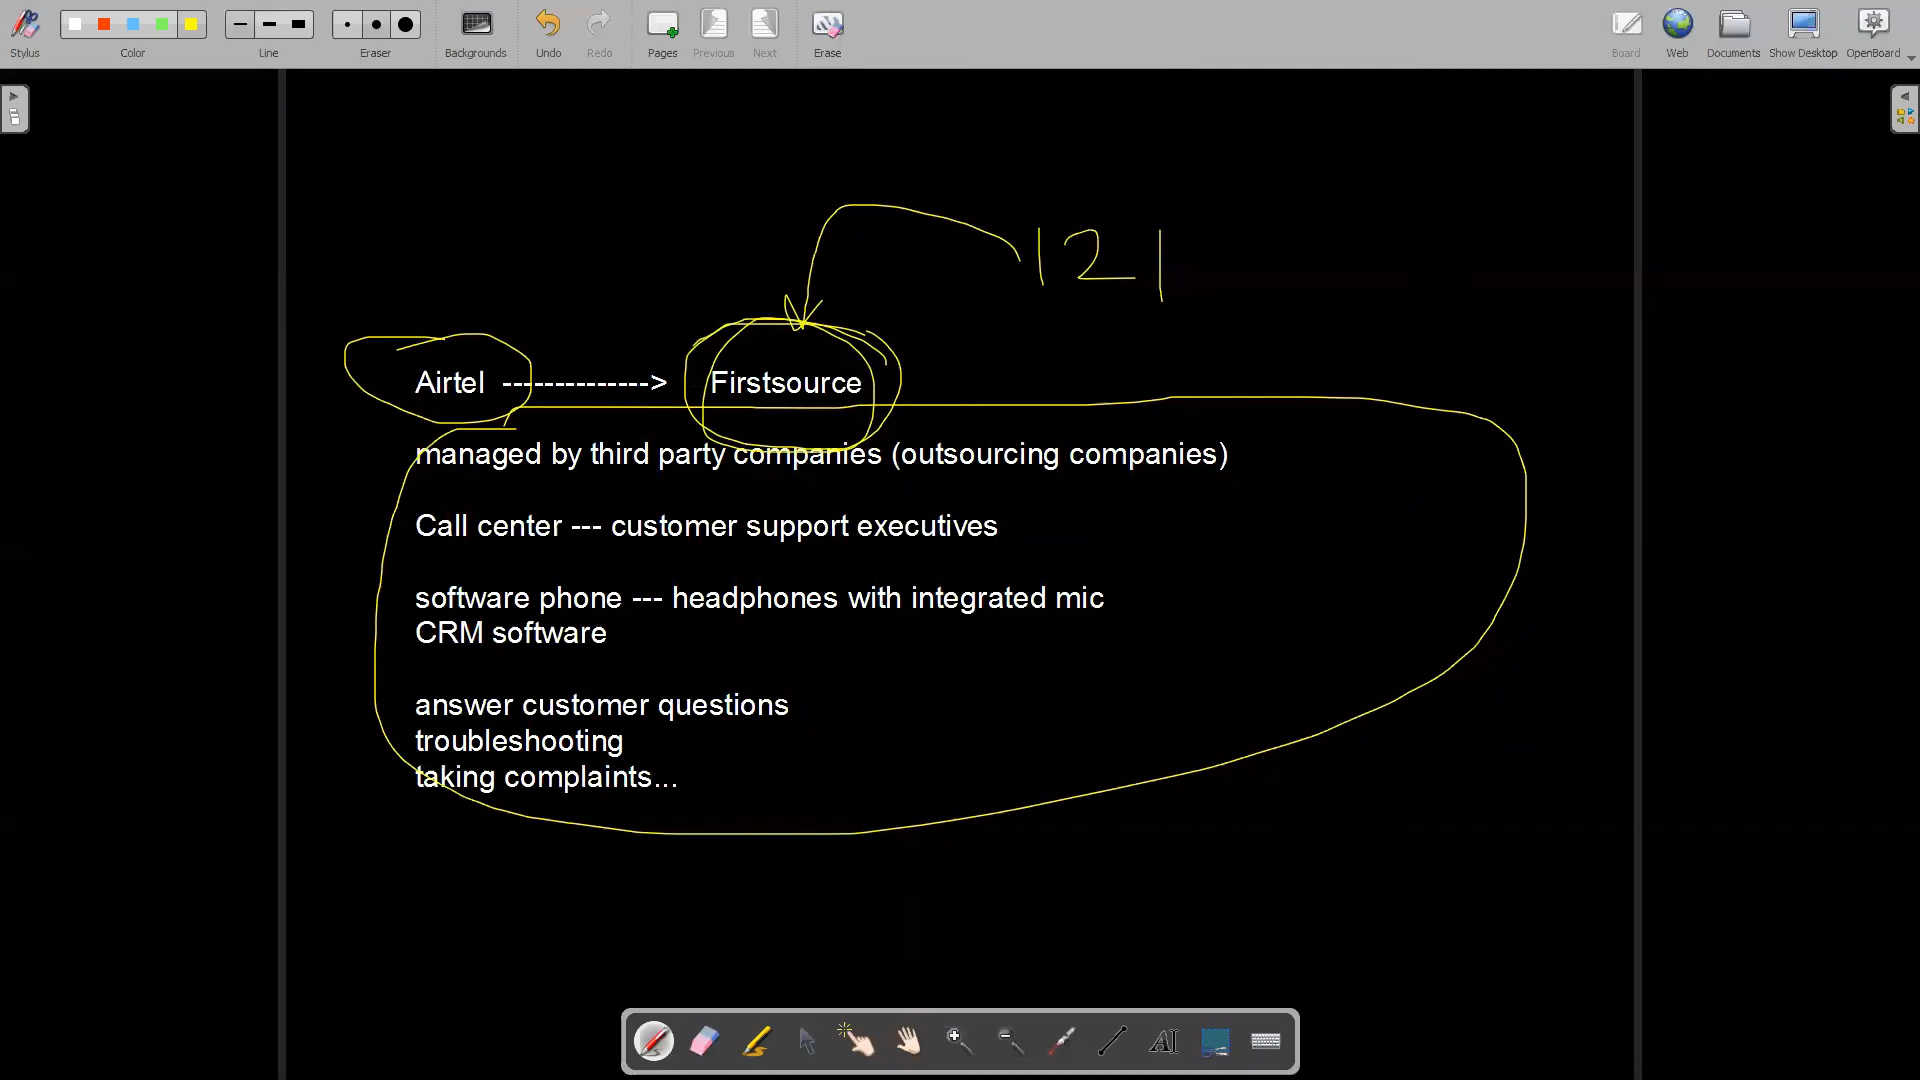 Stylus
Color
Line
Eraser
Backgrounds
Undo
Redo
Pages
Previous
Next
Erase
Board
Web
Documents
Show Desktop
OpenBoard
121
Airtel --------------> Firstsource
managed by third party companies (outsourcing companies)
Call center --- customer support executives
software phone --- headphones with integrated mic
CRM software
answer customer questions
troubleshooting
taking complaints...
AI